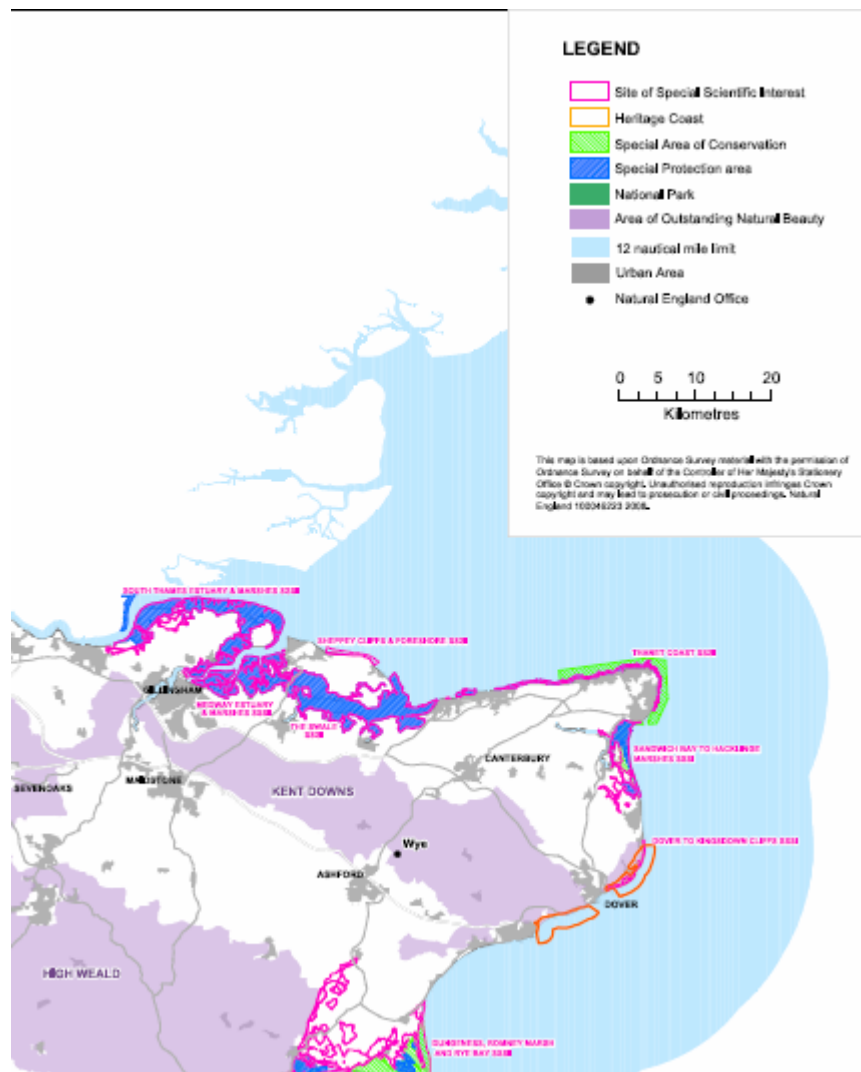 LEGEND
Site of Special Scientific Interest
Heritage Coast
Special Area of Conservation
Special Protection area
National Park
Area of Outstanding Natural Beauty
12 nautical mile limit
Urban Area
Natural England Office
0 5 10 20
Kilometres
This map is based upon Ordnance Survey material with the permission of
Ordnance Survey on behalf of the Controller of Her Majesty's Stationery
Office © Crown copyright. Unauthorised reproduction infringes Crown
copyright and may lead to prosecution or civil proceedings. Natural
England 100046223 2008.
SOUTH THAMES ESTUARY & MARSHES SSSI
SHEPPEY CLIFFS & FORESHORE SSSI
THANET COAST SSSI
GILLINGHAM
MEDWAY ESTUARY
& MARSHES SSSI
THE SWALE
SSSI
SANDWICH BAY TO HACKLINGE
MARSHES SSSI
CANTERBURY
SEVENOAKS
MAIDSTONE
KENT DOWNS
DOVER TO KINGSDOWN CLIFFS SSSI
Wye
ASHFORD
DOVER
HIGH WEALD
DUNGENESS, ROMNEY MARSH
AND RYE BAY SSSI